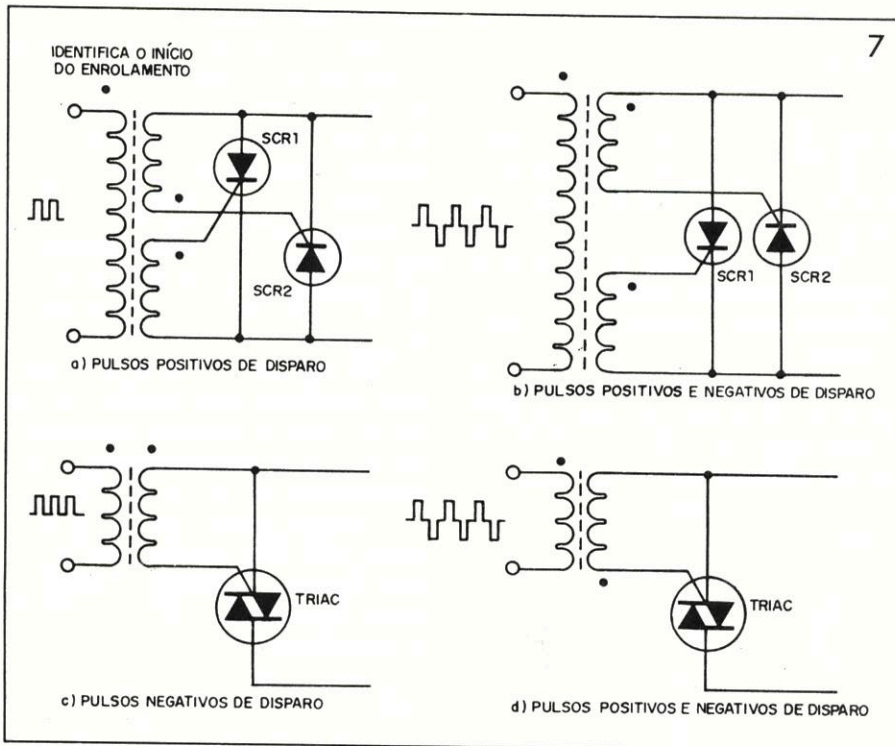 7
IDENTIFICA O INÍCIO
DO ENROLAMENTO
SCR1
SCR2
a) PULSOS POSITIVOS DE DISPARO
SCR1
SCR2
b) PULSOS POSITIVOS E NEGATIVOS DE DISPARO
TRIAC
c) PULSOS NEGATIVOS DE DISPARO
TRIAC
d) PULSOS POSITIVOS E NEGATIVOS DE DISPARO